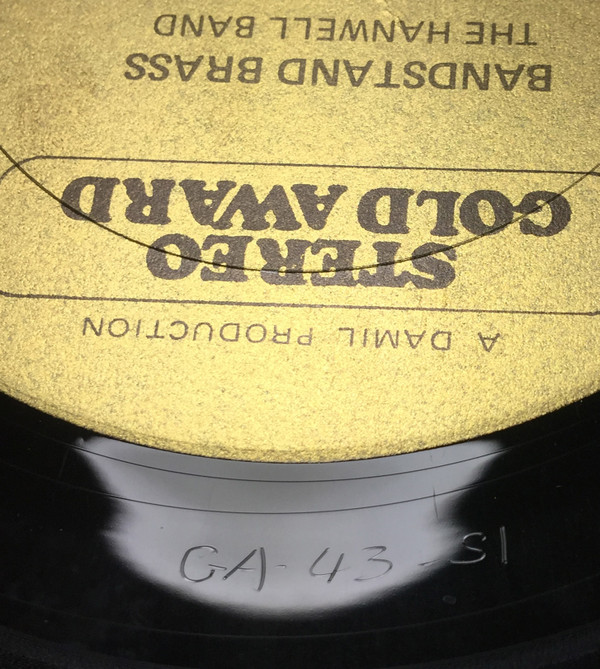 A DAMIL PRODUCTION
STEREO
GOLD AWARD
BANDSTAND BRASS
THE HANWELL BAND
GA-43-S1